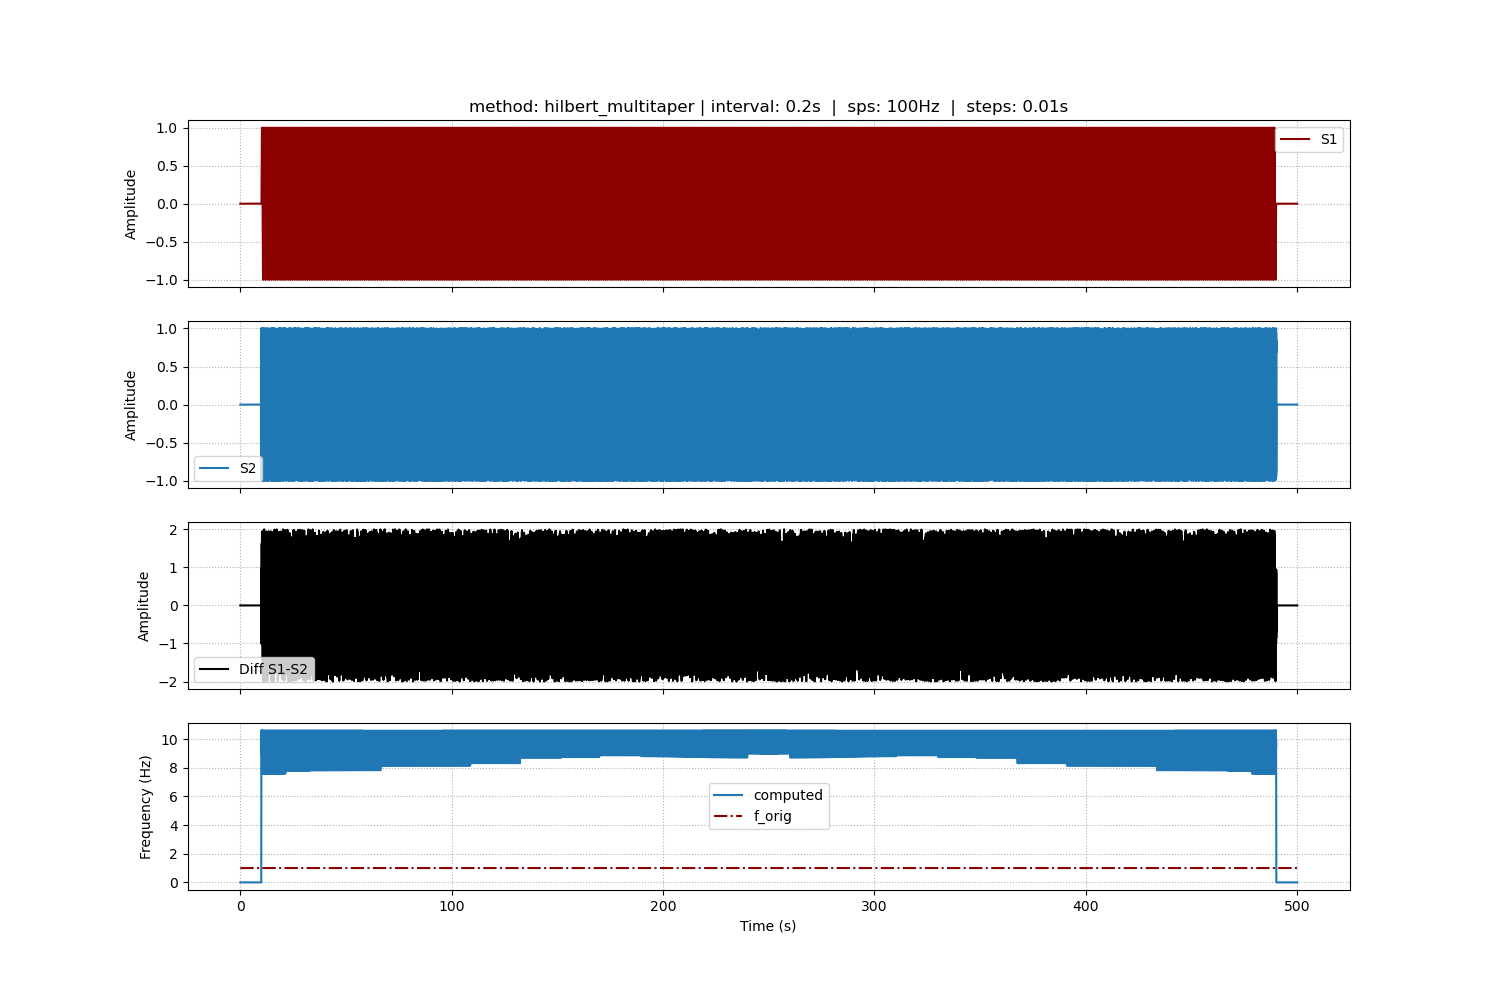 method: hilbert_multitaper | interval: 0.2s | sps: 100Hz | steps: 0.01s
Amplitude
1.0
0.5
0.0
−0.5
−1.0
S1
Amplitude
1.0
0.5
0.0
−0.5
−1.0
S2
Amplitude
2
1
0
−1
−2
Diff S1-S2
Frequency (Hz)
10
8
6
4
2
0
computed
f_orig
0 100 200 300 400 500
Time (s)